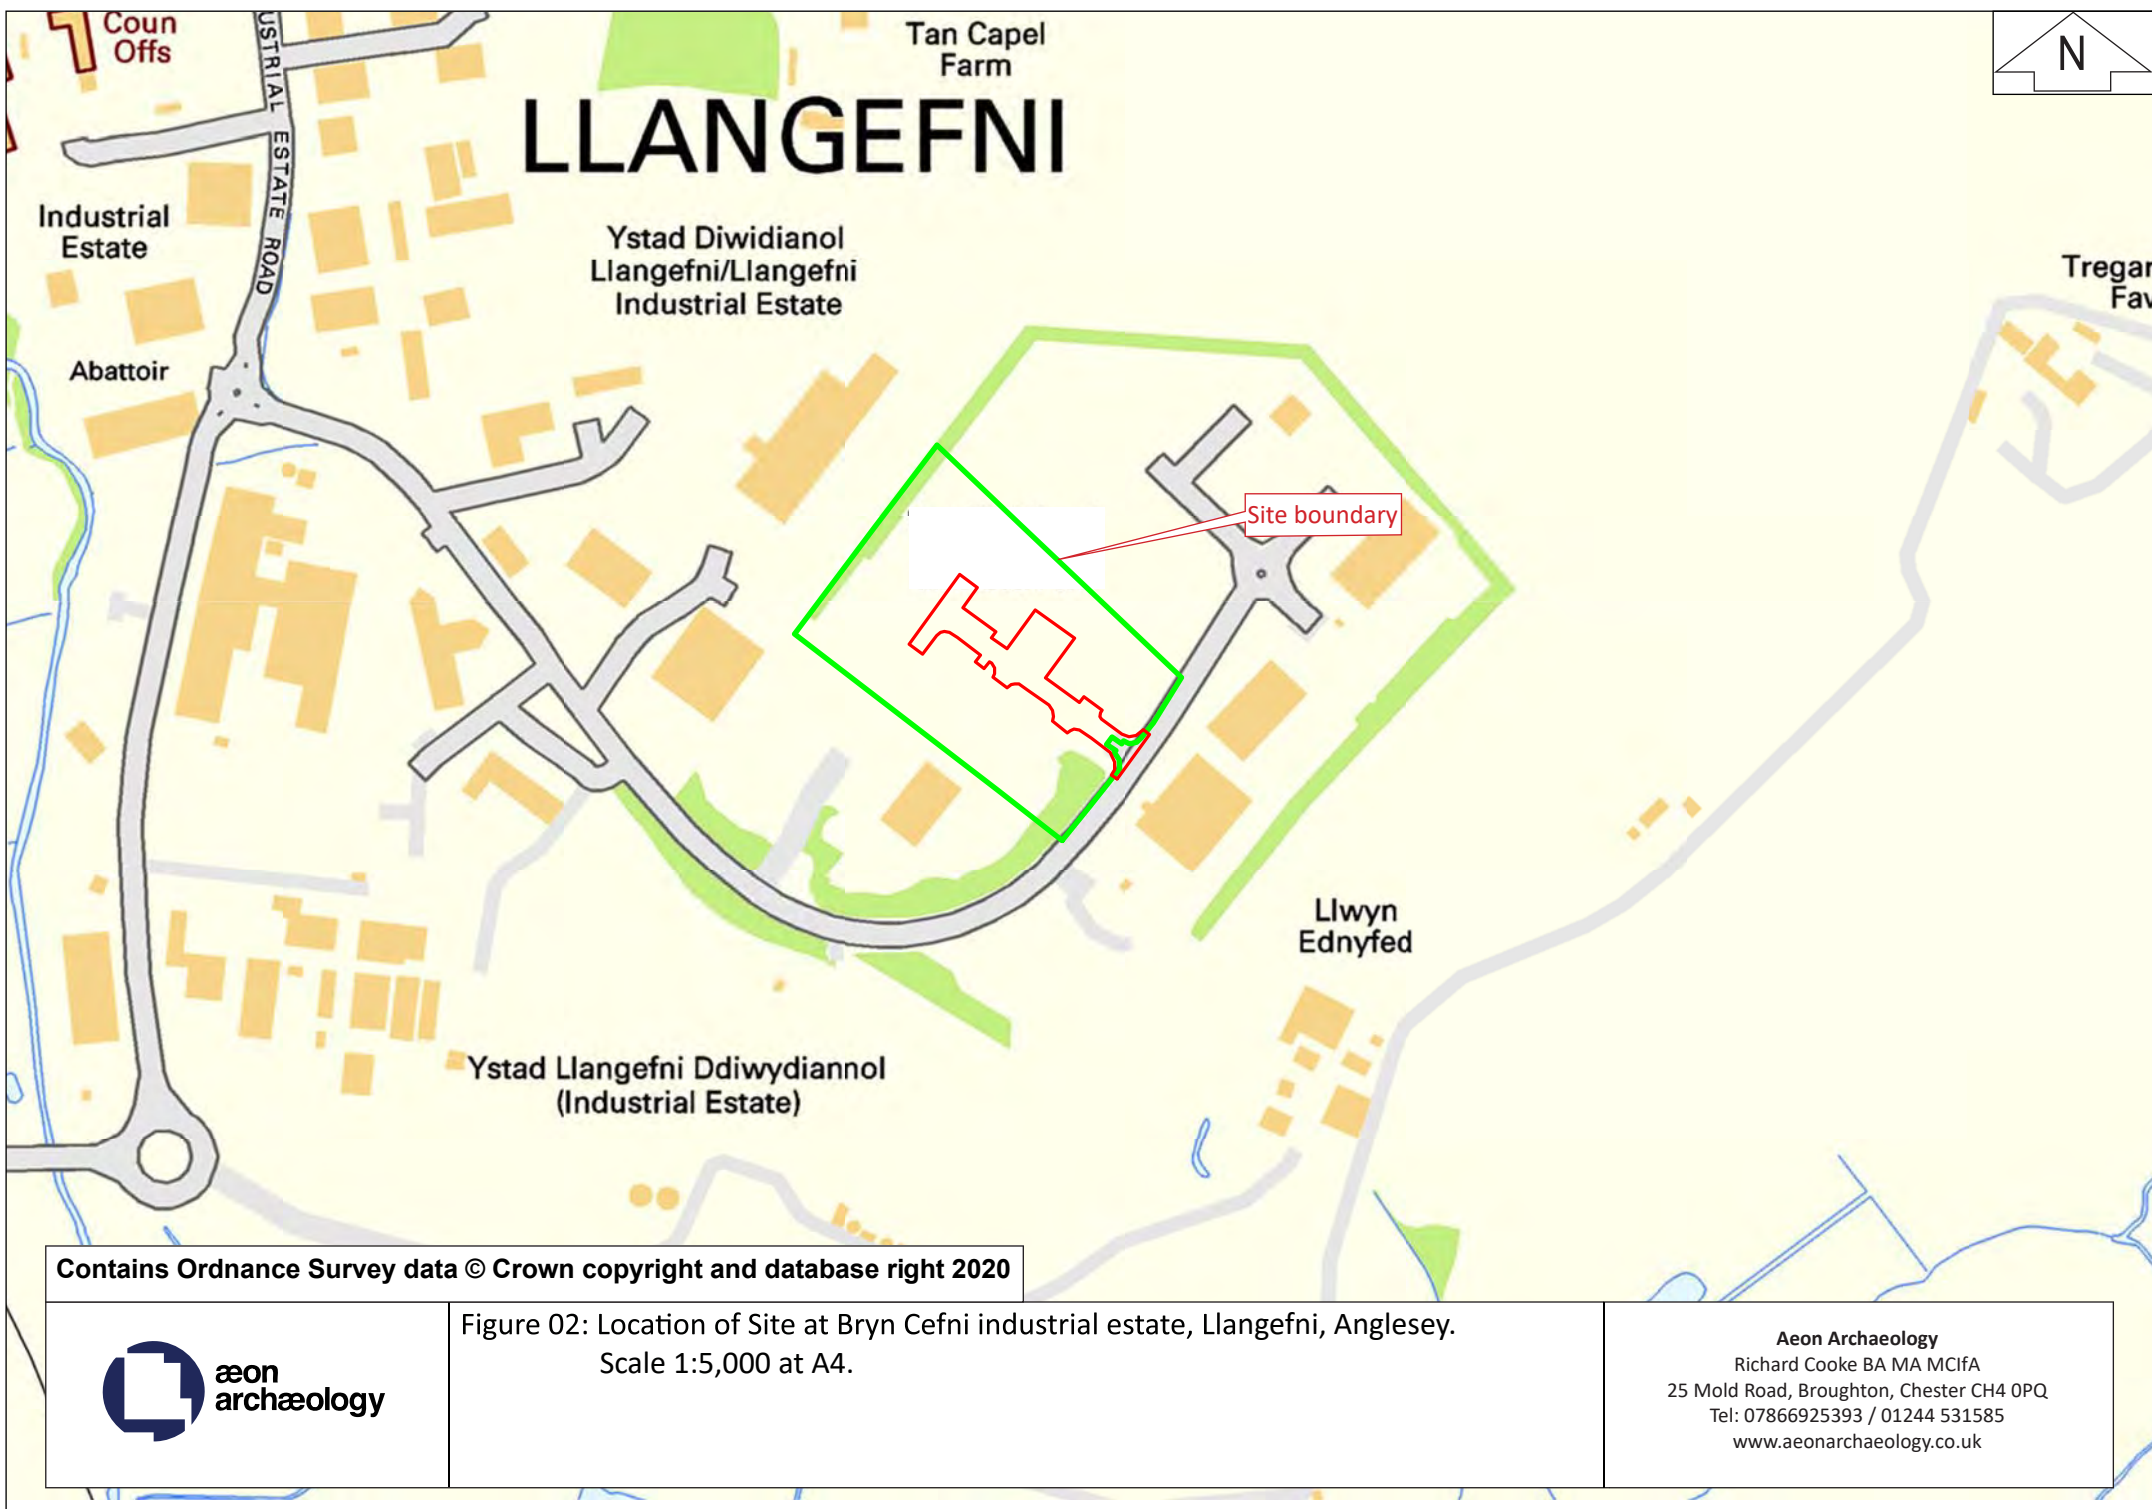 Coun
Offs
USTRIAL ESTATE ROAD
Tan Capel
Farm
N
LLANGEFNI
Industrial
Estate
Ystad Diwidianol
Llangefni/Llangefni
Industrial Estate
Tregar
Faw
Abattoir
Site boundary
Llwyn
Ednyfed
Ystad Llangefni Ddiwydiannol
(Industrial Estate)
Contains Ordnance Survey data © Crown copyright and database right 2020
æon
archæology
Figure 02: Location of Site at Bryn Cefni industrial estate, Llangefni, Anglesey.
Scale 1:5,000 at A4.
Aeon Archaeology
Richard Cooke BA MA MCIfA
25 Mold Road, Broughton, Chester CH4 0PQ
Tel: 07866925393 / 01244 531585
www.aeonarchaeology.co.uk